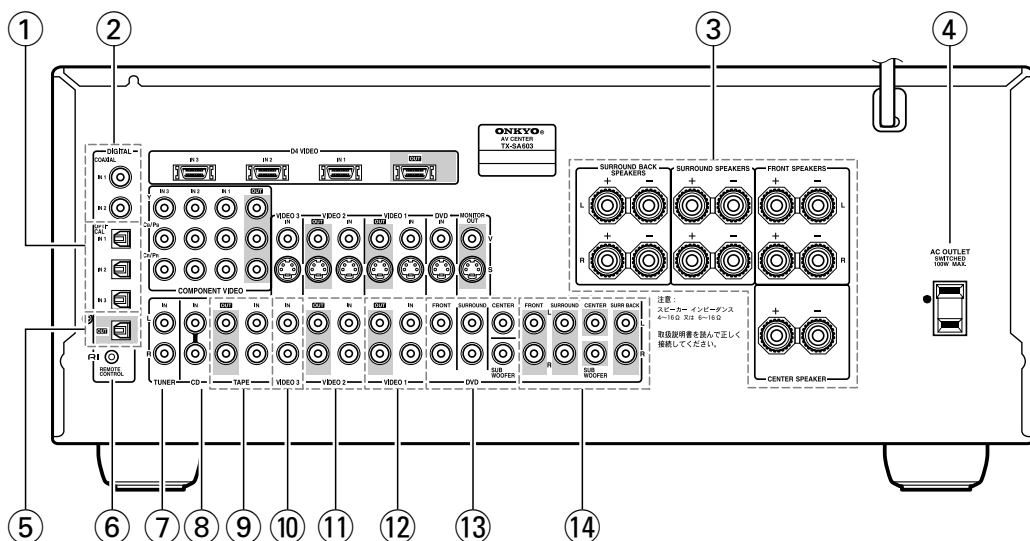 ① ② ③ ④
DIGITAL
COAXIAL
IN 1
IN 2
OPTICAL
IN 1
IN 2
IN 3
OUT
REMOTE
CONTROL
D4 VIDEO
IN 3 IN 2 IN 1 OUT
ONKYO®
AV CENTER
TX-SA603
IN 3 IN 2 IN 1 OUT
Y
CB/PB
CR/PR
COMPONENT VIDEO
VIDEO 3 VIDEO 2 VIDEO 1 DVD MONITOR OUT
IN OUT IN OUT IN IN
V
S
IN IN OUT IN IN OUT IN OUT IN FRONT SURROUND CENTER FRONT SURROUND CENTER SURR BACK
L L L
R R R
SUB WOOFER SUB WOOFER
TUNER CD TAPE VIDEO 3 VIDEO 2 VIDEO 1 DVD
SURROUND BACK SPEAKERS SURROUND SPEAKERS FRONT SPEAKERS
+ − + − + −
L L
R R
+ −
CENTER SPEAKER
注意：
スピーカー インピーダンス
4～16Ω 又は 6～16Ω
取扱説明書を読んで正しく
接続してください。
AC OUTLET
SWITCHED
100W MAX.
⑤ ⑥ ⑦ ⑧ ⑨ ⑩ ⑪ ⑫ ⑬ ⑭